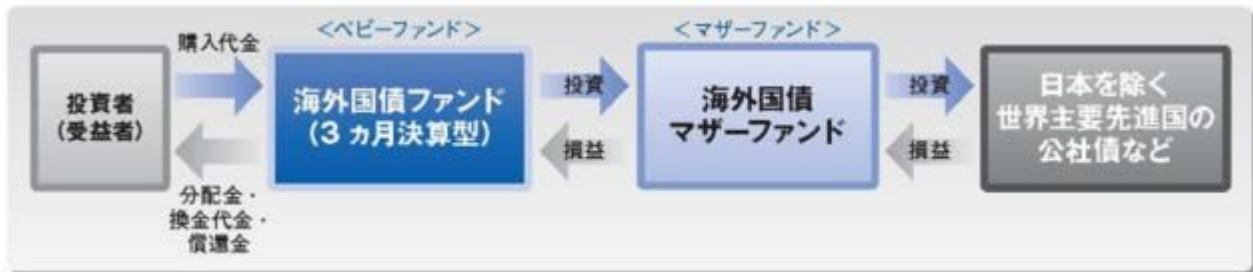 購入代金
<ベビーファンド>
<マザーファンド>
投資者
(受益者)
海外国債ファンド
(3ヵ月決算型)
投資
損益
海外国債
マザーファンド
投資
損益
日本を除く
世界主要先進国の
公社債など
分配金・
換金代金・
償還金